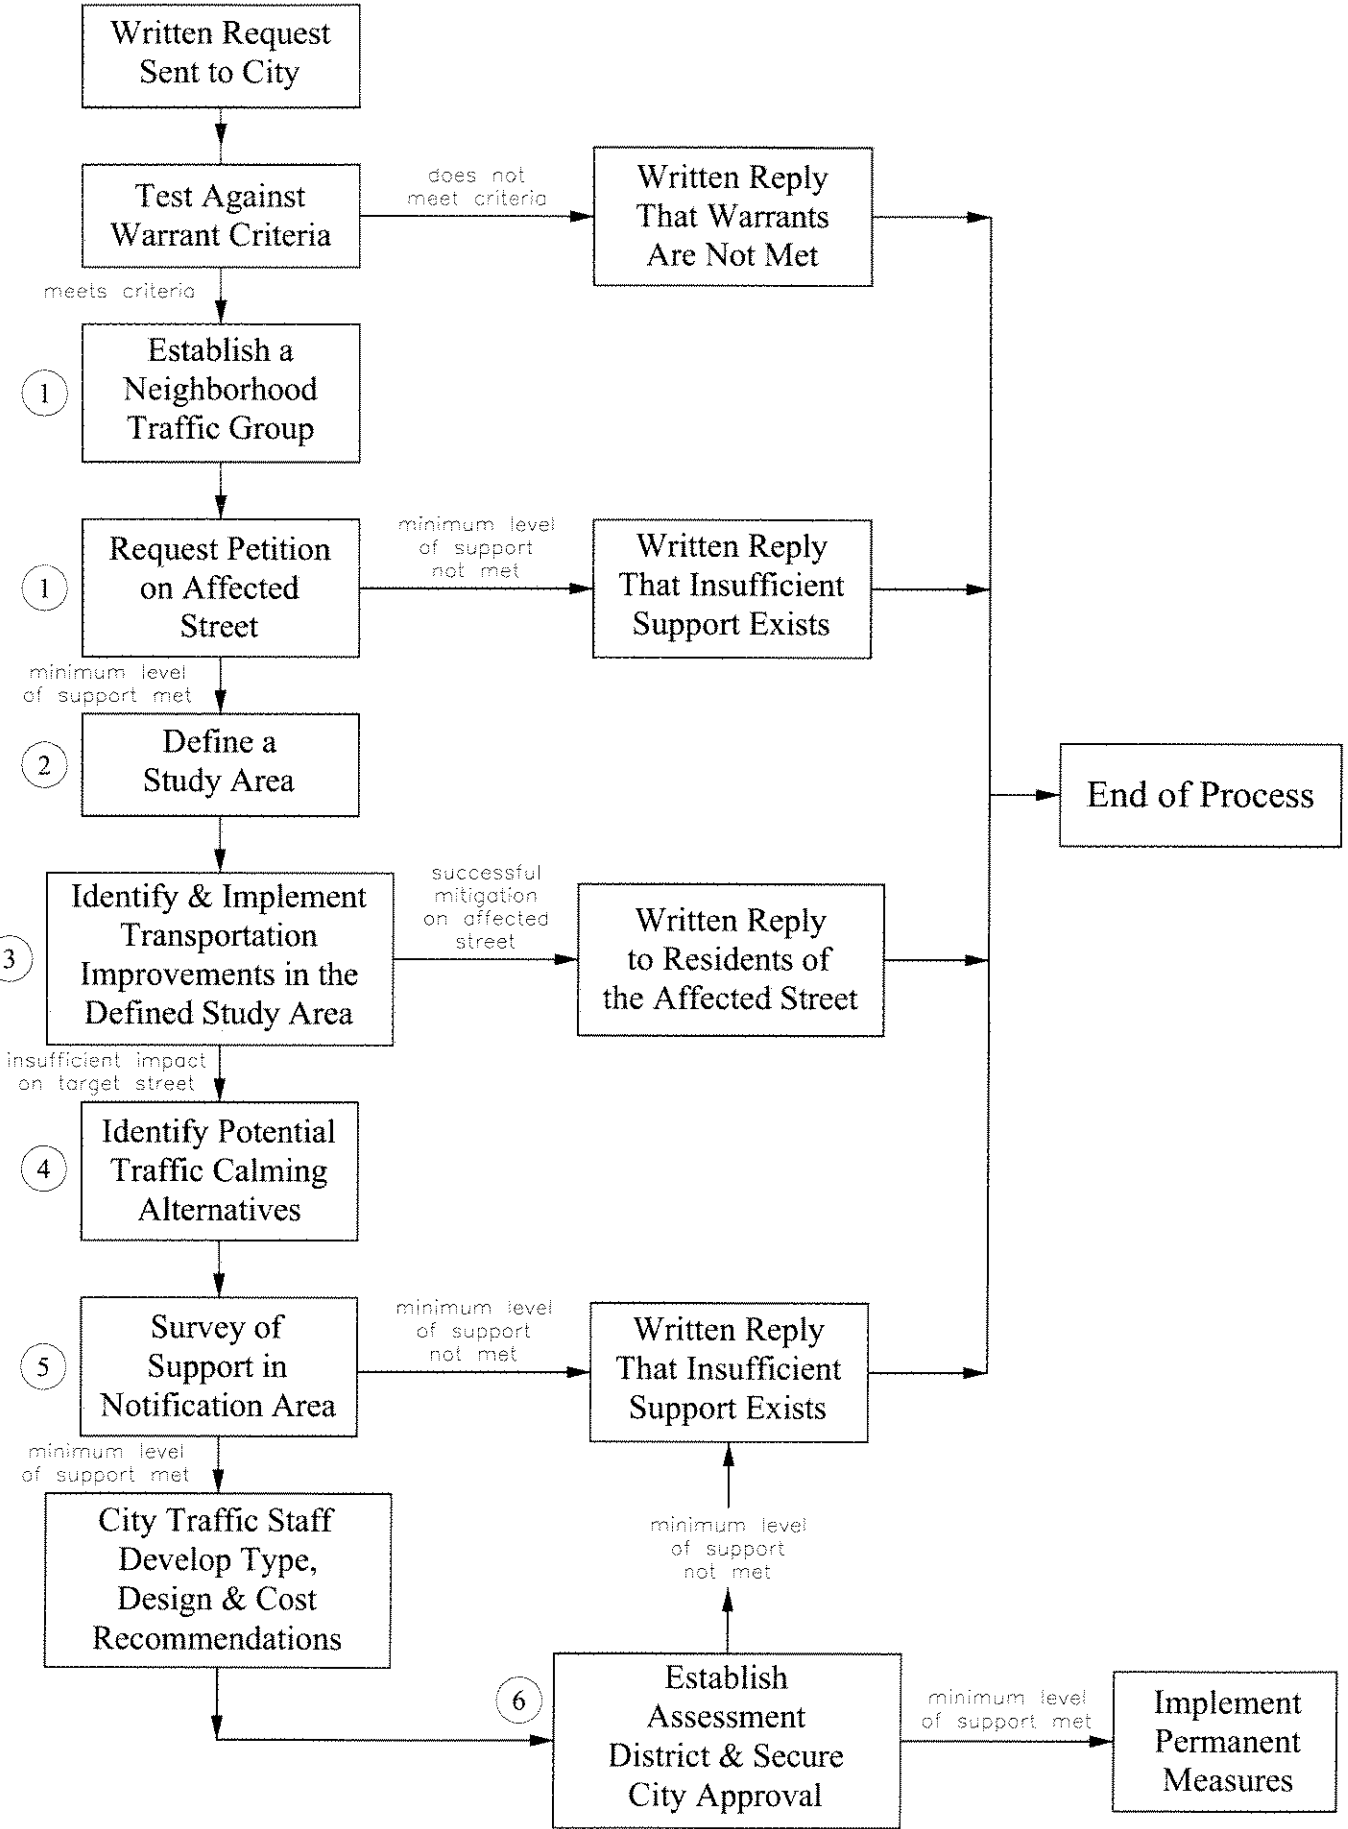 Written Request
Sent to City
Test Against
Warrant Criteria
does not
meet criteria
Written Reply
That Warrants
Are Not Met
meets criteria
1
Establish a
Neighborhood
Traffic Group
1
Request Petition
on Affected
Street
minimum level
of support
not met
Written Reply
That Insufficient
Support Exists
minimum level
of support met
2
Define a
Study Area
End of Process
3
Identify & Implement
Transportation
Improvements in the
Defined Study Area
successful
mitigation
on affected
street
Written Reply
to Residents of
the Affected Street
insufficient impact
on target street
4
Identify Potential
Traffic Calming
Alternatives
5
Survey of
Support in
Notification Area
minimum level
of support
not met
Written Reply
That Insufficient
Support Exists
minimum level
of support met
City Traffic Staff
Develop Type,
Design & Cost
Recommendations
minimum level
of support
not met
6
Establish
Assessment
District & Secure
City Approval
minimum level
of support met
Implement
Permanent
Measures